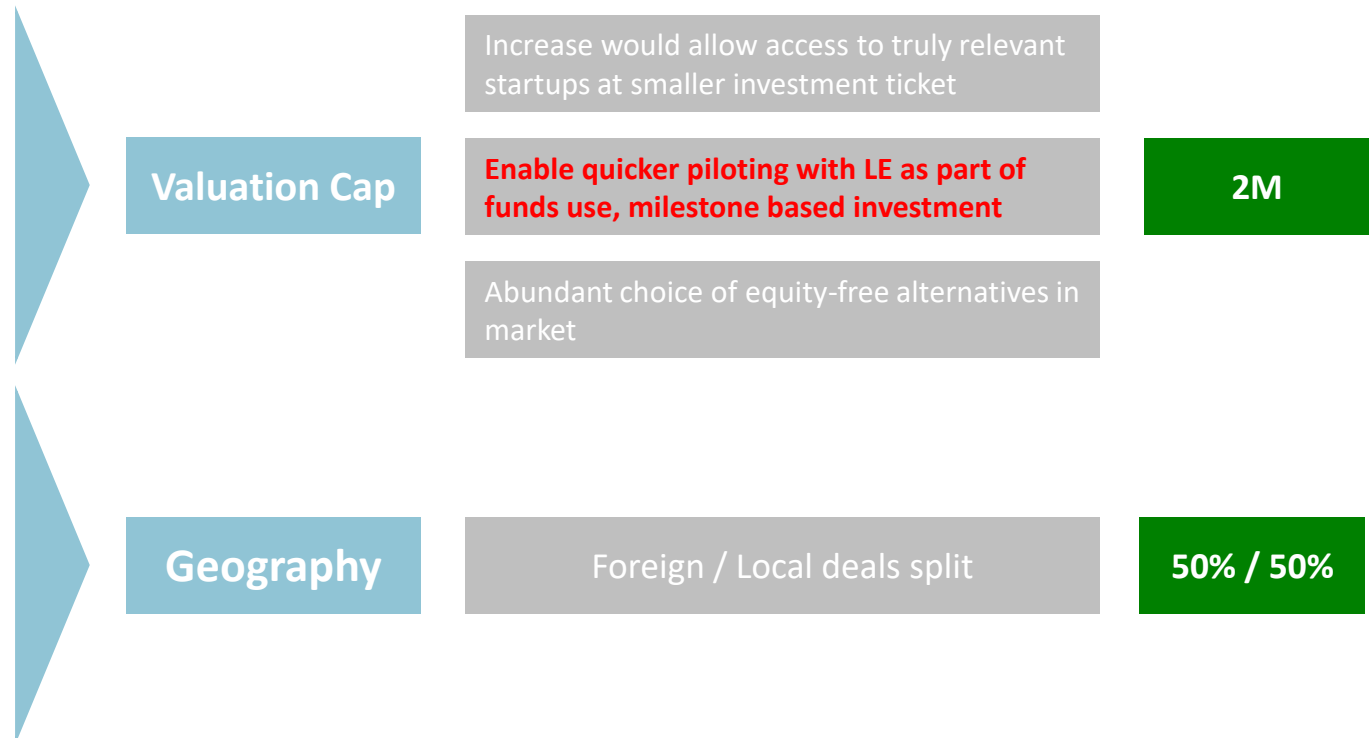 Increase would allow access to truly relevant
startups at smaller investment ticket
Valuation Cap
Enable quicker piloting with LE as part of
funds use, milestone based investment
2M
Abundant choice of equity-free alternatives in
market
Geography
Foreign / Local deals split
50% / 50%